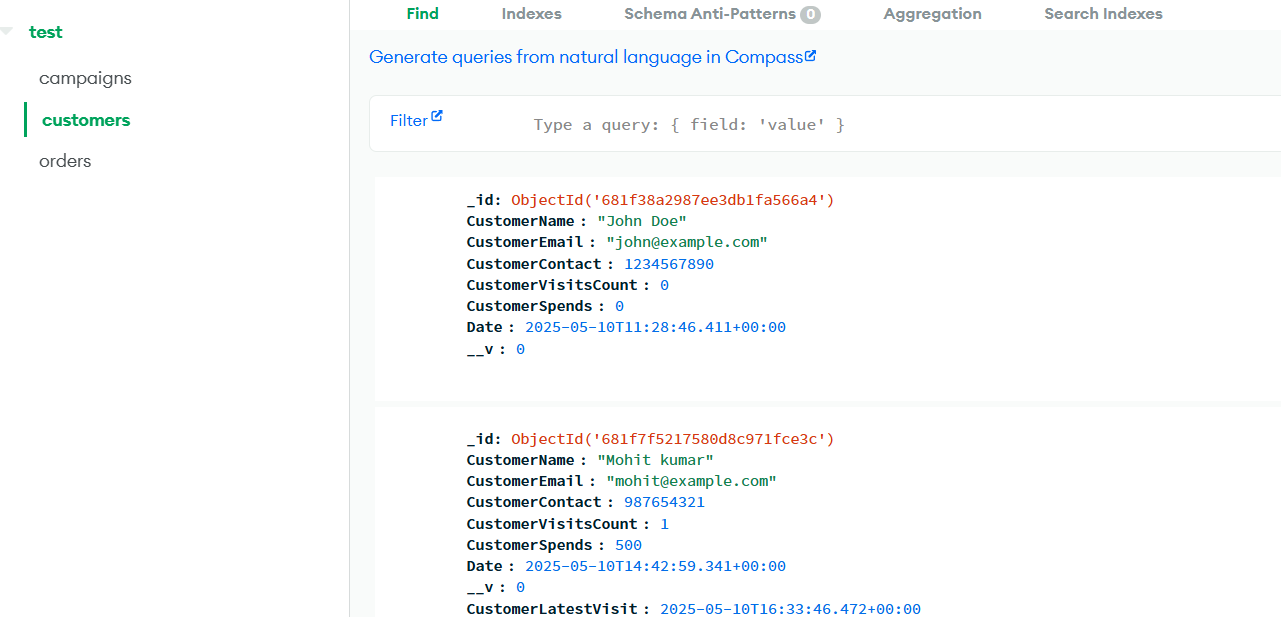 test
campaigns
customers
orders
Find Indexes Schema Anti-Patterns 0 Aggregation Search Indexes
Generate queries from natural language in Compass
Filter Type a query: { field: 'value' }
_id: ObjectId('681f38a2987ee3db1fa566a4')
CustomerName : "John Doe"
CustomerEmail : "john@example.com"
CustomerContact : 1234567890
CustomerVisitsCount : 0
CustomerSpends : 0
Date : 2025-05-10T11:28:46.411+00:00
__v : 0
_id: ObjectId('681f7f5217580d8c971fce3c')
CustomerName : "Mohit kumar"
CustomerEmail : "mohit@example.com"
CustomerContact : 987654321
CustomerVisitsCount : 1
CustomerSpends : 500
Date : 2025-05-10T14:42:59.341+00:00
__v : 0
CustomerLatestVisit : 2025-05-10T16:33:46.472+00:00